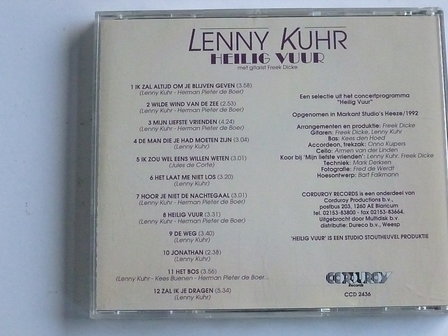 LENNY KUHR
HEILIG VUUR
met gitarist Freek Dicke
1 IK ZAL ALTIJD OM JE BLIJVEN GEVEN (3.58)
(Lenny Kuhr - Herman Pieter de Boer)
2 WILDE WIND VAN DE ZEE (2.53)
(Lenny Kuhr - Herman Pieter de Boer)
3 MIJN LIEFSTE VRIENDEN (4.24)
(Lenny Kuhr - Herman Pieter de Boer)
4 DE MAN DIE JE HAD MOETEN ZIJN (3.04)
(Lenny Kuhr)
5 IK ZOU WEL EENS WILLEN WETEN (3.01)
(Jules de Corte)
6 HET LAAT ME NIET LOS (3.20)
(Lenny Kuhr)
7 HOOR JE NIET DE NACHTEGAAL (3.01)
(Lenny Kuhr - Herman Pieter de Boer)
8 HEILIG VUUR (3.31)
(Lenny Kuhr - Herman Pieter de Boer)
9 DE WEG (3.40)
(Lenny Kuhr)
10 JONATHAN (2.38)
(Lenny Kuhr)
11 HET BOS (3.56)
(Lenny Kuhr - Kees Buenen - Herman Pieter de Boer)
12 ZAL IK JE DRAGEN (5.34)
(Lenny Kuhr)
Een selectie uit het concertprogramma
"Heilig Vuur"
Opgenomen in Markant Studio's Heeze/1992
Arrangementen en produktie: Freek Dicke
Gitaren: Freek Dicke, Lenny Kuhr
Bas: Kees den Hoed
Accordeon, trekzak: Onno Kuipers
Cello: Armen van der Linden
Koor bij 'Mijn liefste vrienden': Lenny Kuhr, Freek Dicke
Techniek: Mark Derksen
Fotografie: Fred de Werdt
Hoesontwerp: Bart Falkmann
CORDUROY RECORDS is een onderdeel van
Corduroy Productions b.v.,
postbus 203, 1260 AE Blaricum
tel. 02153-83800 - fax 02153-83664.
Uitgebracht door Multidisk b.v
distributie: Dureco b.v., Weesp
'HEILIG VUUR' IS EEN STUDIO STOUTHEUVEL PRODUKTIE
CORDUROY
Records
CCD 2436